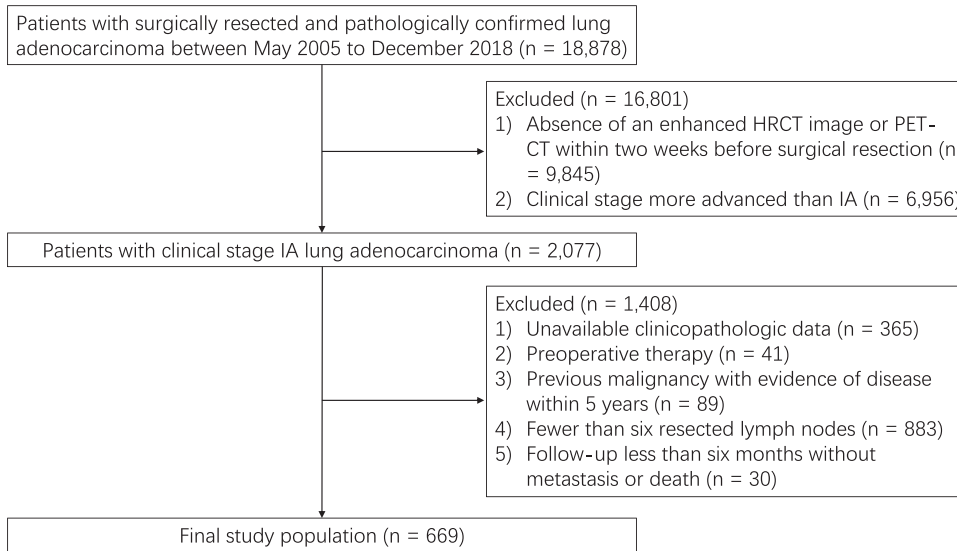 Patients with surgically resected and pathologically confirmed lung
adenocarcinoma between May 2005 to December 2018 (n = 18,878)
Excluded (n = 16,801)
1) Absence of an enhanced HRCT image or PET-
CT within two weeks before surgical resection (n
= 9,845)
2) Clinical stage more advanced than IA (n = 6,956)
Patients with clinical stage IA lung adenocarcinoma (n = 2,077)
Excluded (n = 1,408)
1) Unavailable clinicopathologic data (n = 365)
2) Preoperative therapy (n = 41)
3) Previous malignancy with evidence of disease
within 5 years (n = 89)
4) Fewer than six resected lymph nodes (n = 883)
5) Follow-up less than six months without
metastasis or death (n = 30)
Final study population (n = 669)